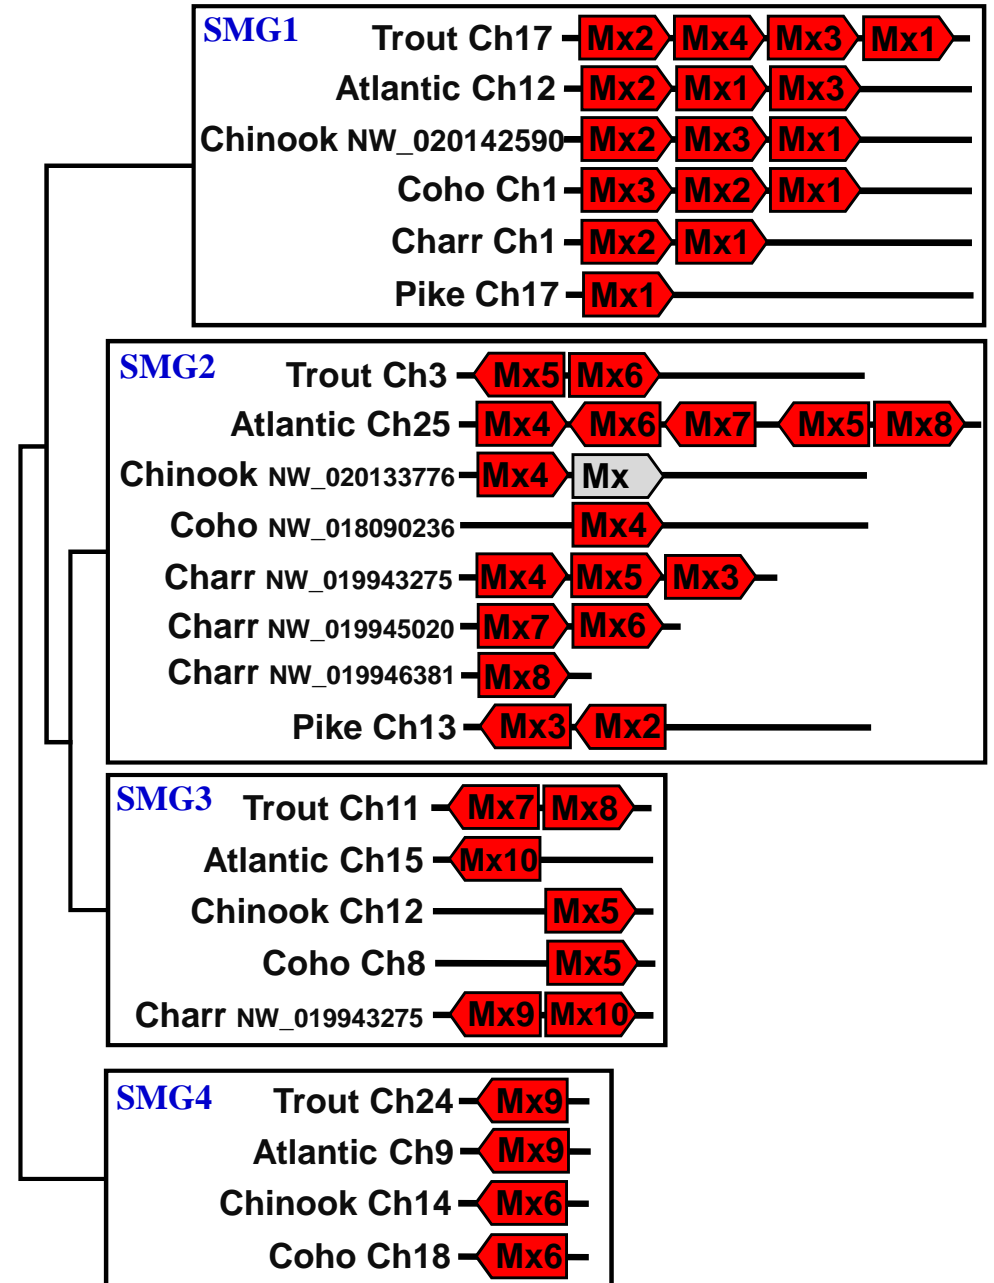 SMG1
Trout Ch17 Mx2 Mx4 Mx3 Mx1
Atlantic Ch12 Mx2 Mx1 Mx3
Chinook NW_020142590 Mx2 Mx3 Mx1
Coho Ch1 Mx3 Mx2 Mx1
Charr Ch1 Mx2 Mx1
Pike Ch17 Mx1
SMG2
Trout Ch3 Mx5 Mx6
Atlantic Ch25 Mx4 Mx6 Mx7 Mx5 Mx8
Chinook NW_020133776 Mx4 Mx
Coho NW_018090236 Mx4
Charr NW_019943275 Mx4 Mx5 Mx3
Charr NW_019945020 Mx7 Mx6
Charr NW_019946381 Mx8
Pike Ch13 Mx3 Mx2
SMG3
Trout Ch11 Mx7 Mx8
Atlantic Ch15 Mx10
Chinook Ch12 Mx5
Coho Ch8 Mx5
Charr NW_019943275 Mx9 Mx10
SMG4
Trout Ch24 Mx9
Atlantic Ch9 Mx9
Chinook Ch14 Mx6
Coho Ch18 Mx6